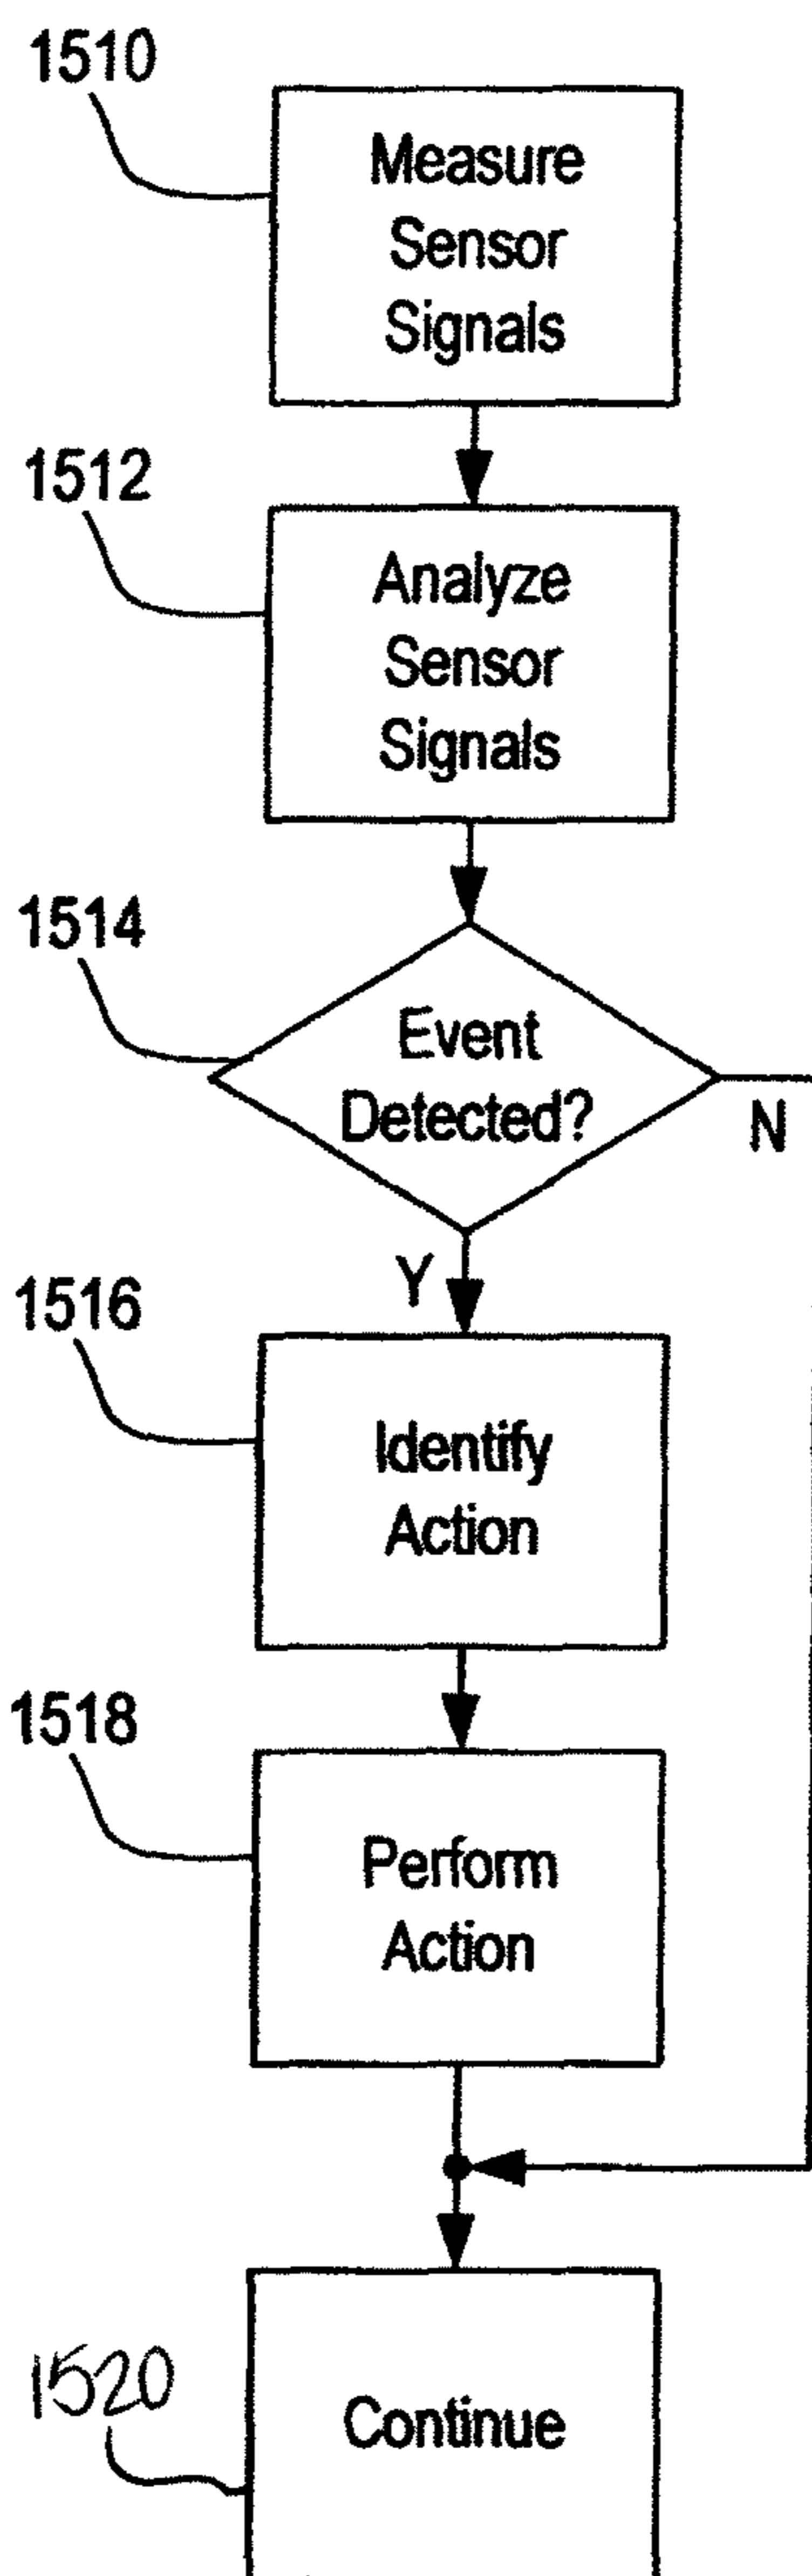 1510
Measure
Sensor
Signals
1512
Analyze
Sensor
Signals
1514
Event
Detected?
N
Y
1516
Identify
Action
1518
Perform
Action
1520
Continue